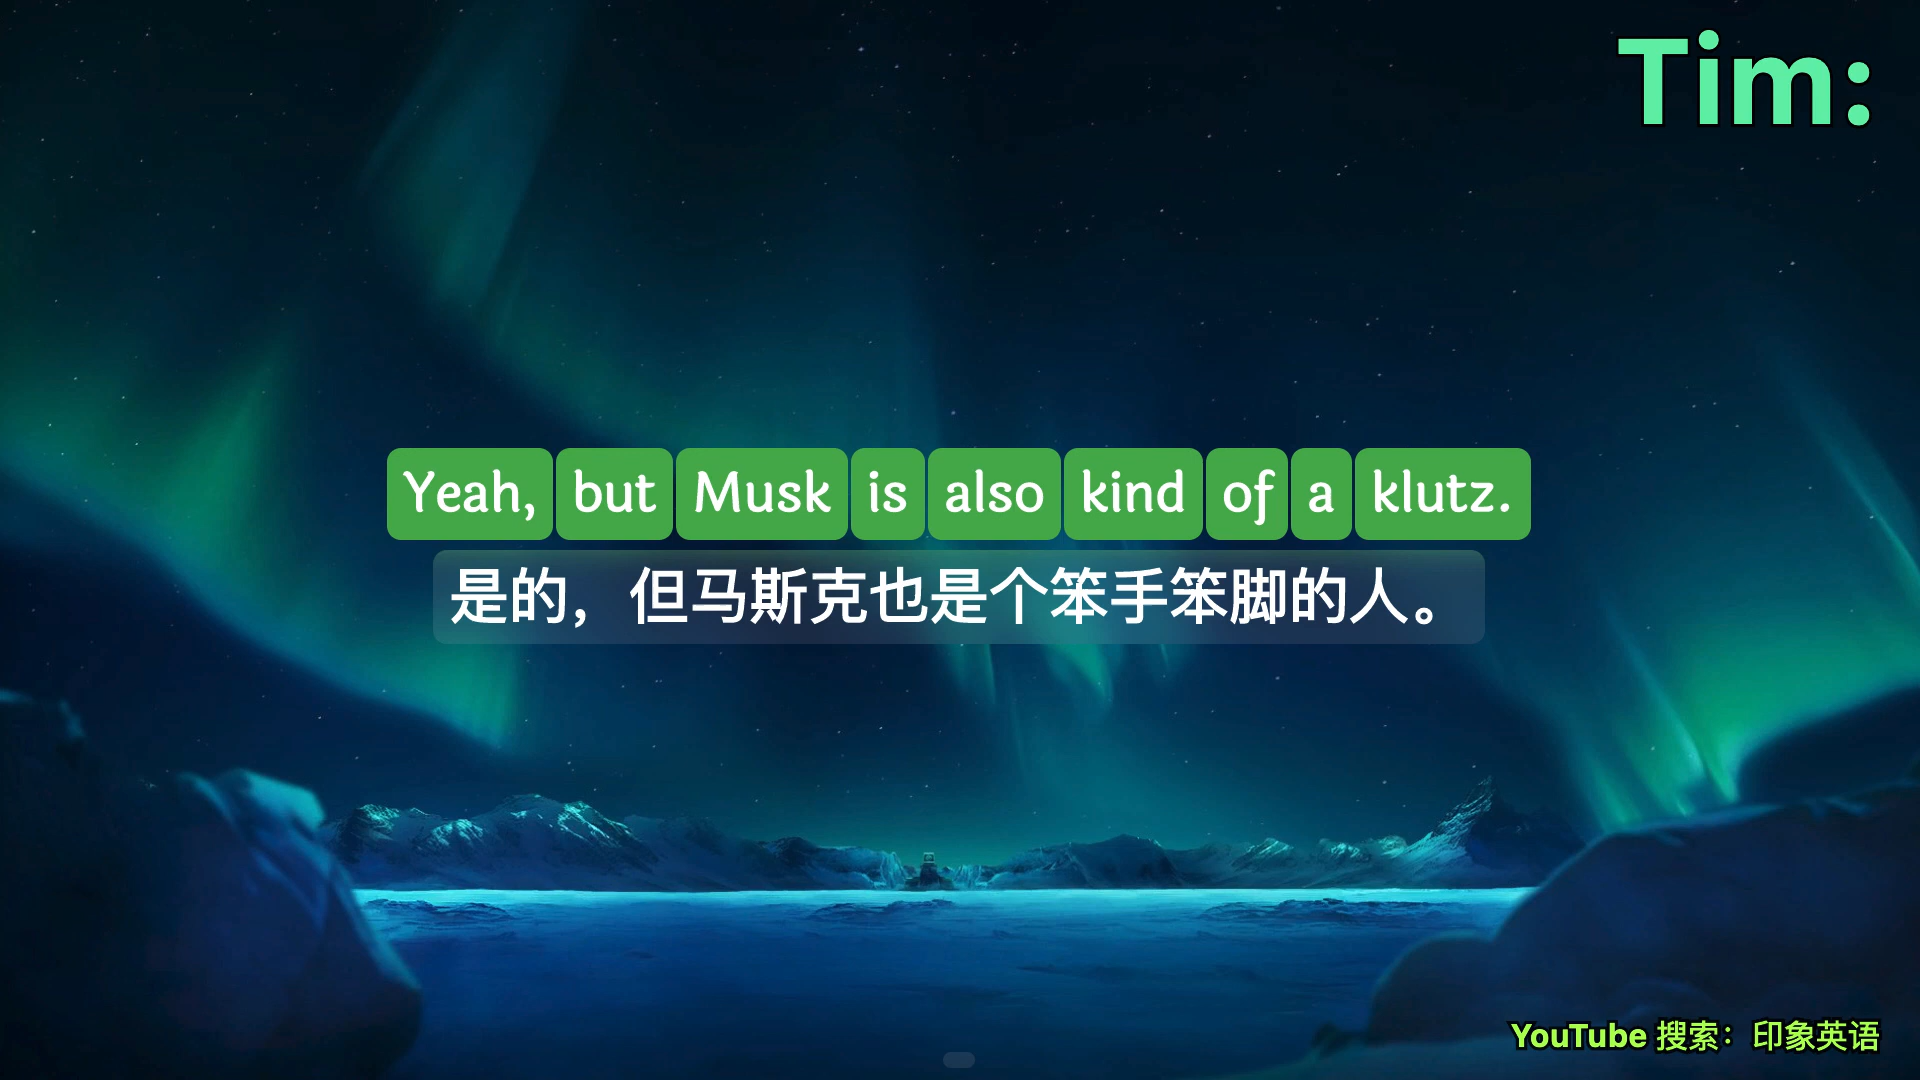 Tim:
Yeah, but Musk is also kind of a klutz.
是的，但马斯克也是个笨手笨脚的人。
YouTube 搜索：印象英语